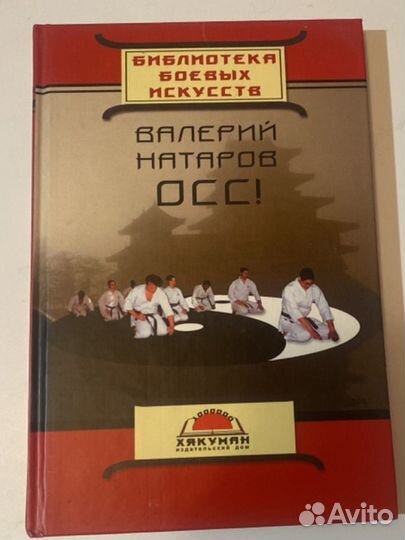 БИБЛИОТЕКА
БОЕВЫХ
ИСКУССТВ
ВАЛЕРИЙ
НАТАРОВ
ОСС!
ХЯКУМАН
ИЗДАТЕЛЬСКИЙ ДОМ
Avito